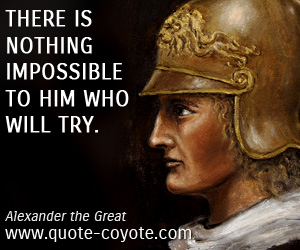 THERE IS
NOTHING
IMPOSSIBLE
TO HIM WHO
WILL TRY.
Alexander the Great
www.quote-coyote.com